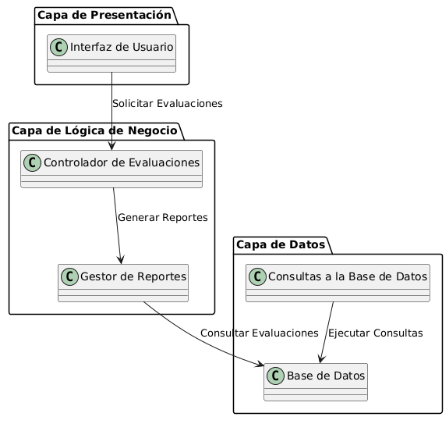 Capa de Presentación
C Interfaz de Usuario
Solicitar Evaluaciones
Capa de Lógica de Negocio
C Controlador de Evaluaciones
Generar Reportes
C Gestor de Reportes
Capa de Datos
C Consultas a la Base de Datos
Consultar Evaluaciones
Ejecutar Consultas
C Base de Datos